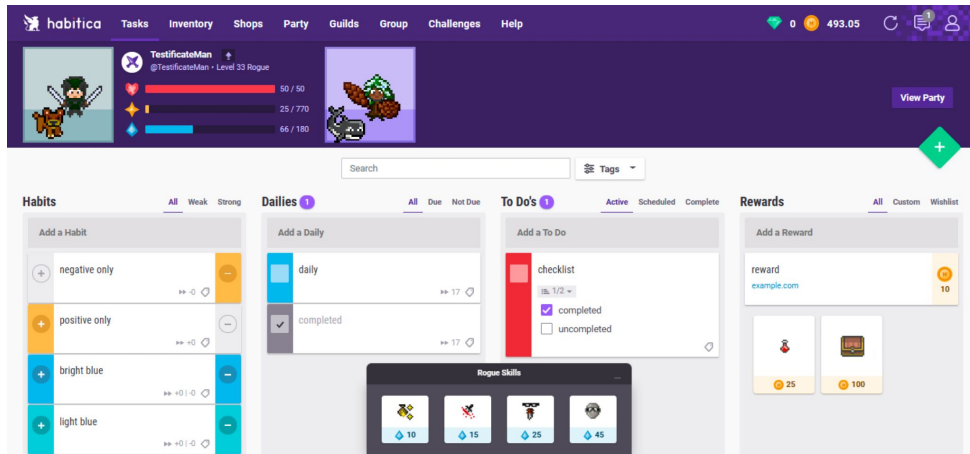 habitica Tasks Inventory Shops Party Guilds Group Challenges Help 0 493.05 1
TestificateMan
@TestificateMan • Level 33 Rogue
50 / 50
25 / 770
66 / 180
View Party
Search Tags
Habits All Weak Strong
Add a Habit
negative only
-0
positive only
+0
bright blue
+0 | -0
light blue
+0 | -0
Dailies 1 All Due Not Due
Add a Daily
daily
17
completed
17
To Do's 1 Active Scheduled Complete
Add a To Do
checklist
1/2
completed
uncompleted
Rewards All Custom Wishlist
Add a Reward
reward
example.com
10
25 100
Rogue Skills
10 15 25 45